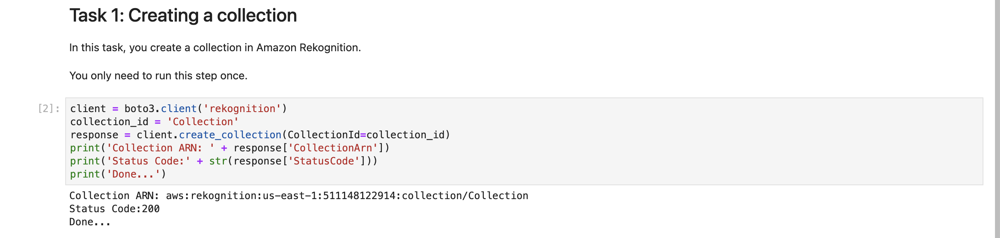 Task 1: Creating a collection
In this task, you create a collection in Amazon Rekognition.
You only need to run this step once.
[2]:
client = boto3.client('rekognition')
collection_id = 'Collection'
response = client.create_collection(CollectionId=collection_id)
print('Collection ARN: ' + response['CollectionArn'])
print('Status Code:' + str(response['StatusCode']))
print('Done...')
Collection ARN: aws:rekognition:us-east-1:511148122914:collection/Collection
Status Code:200
Done...